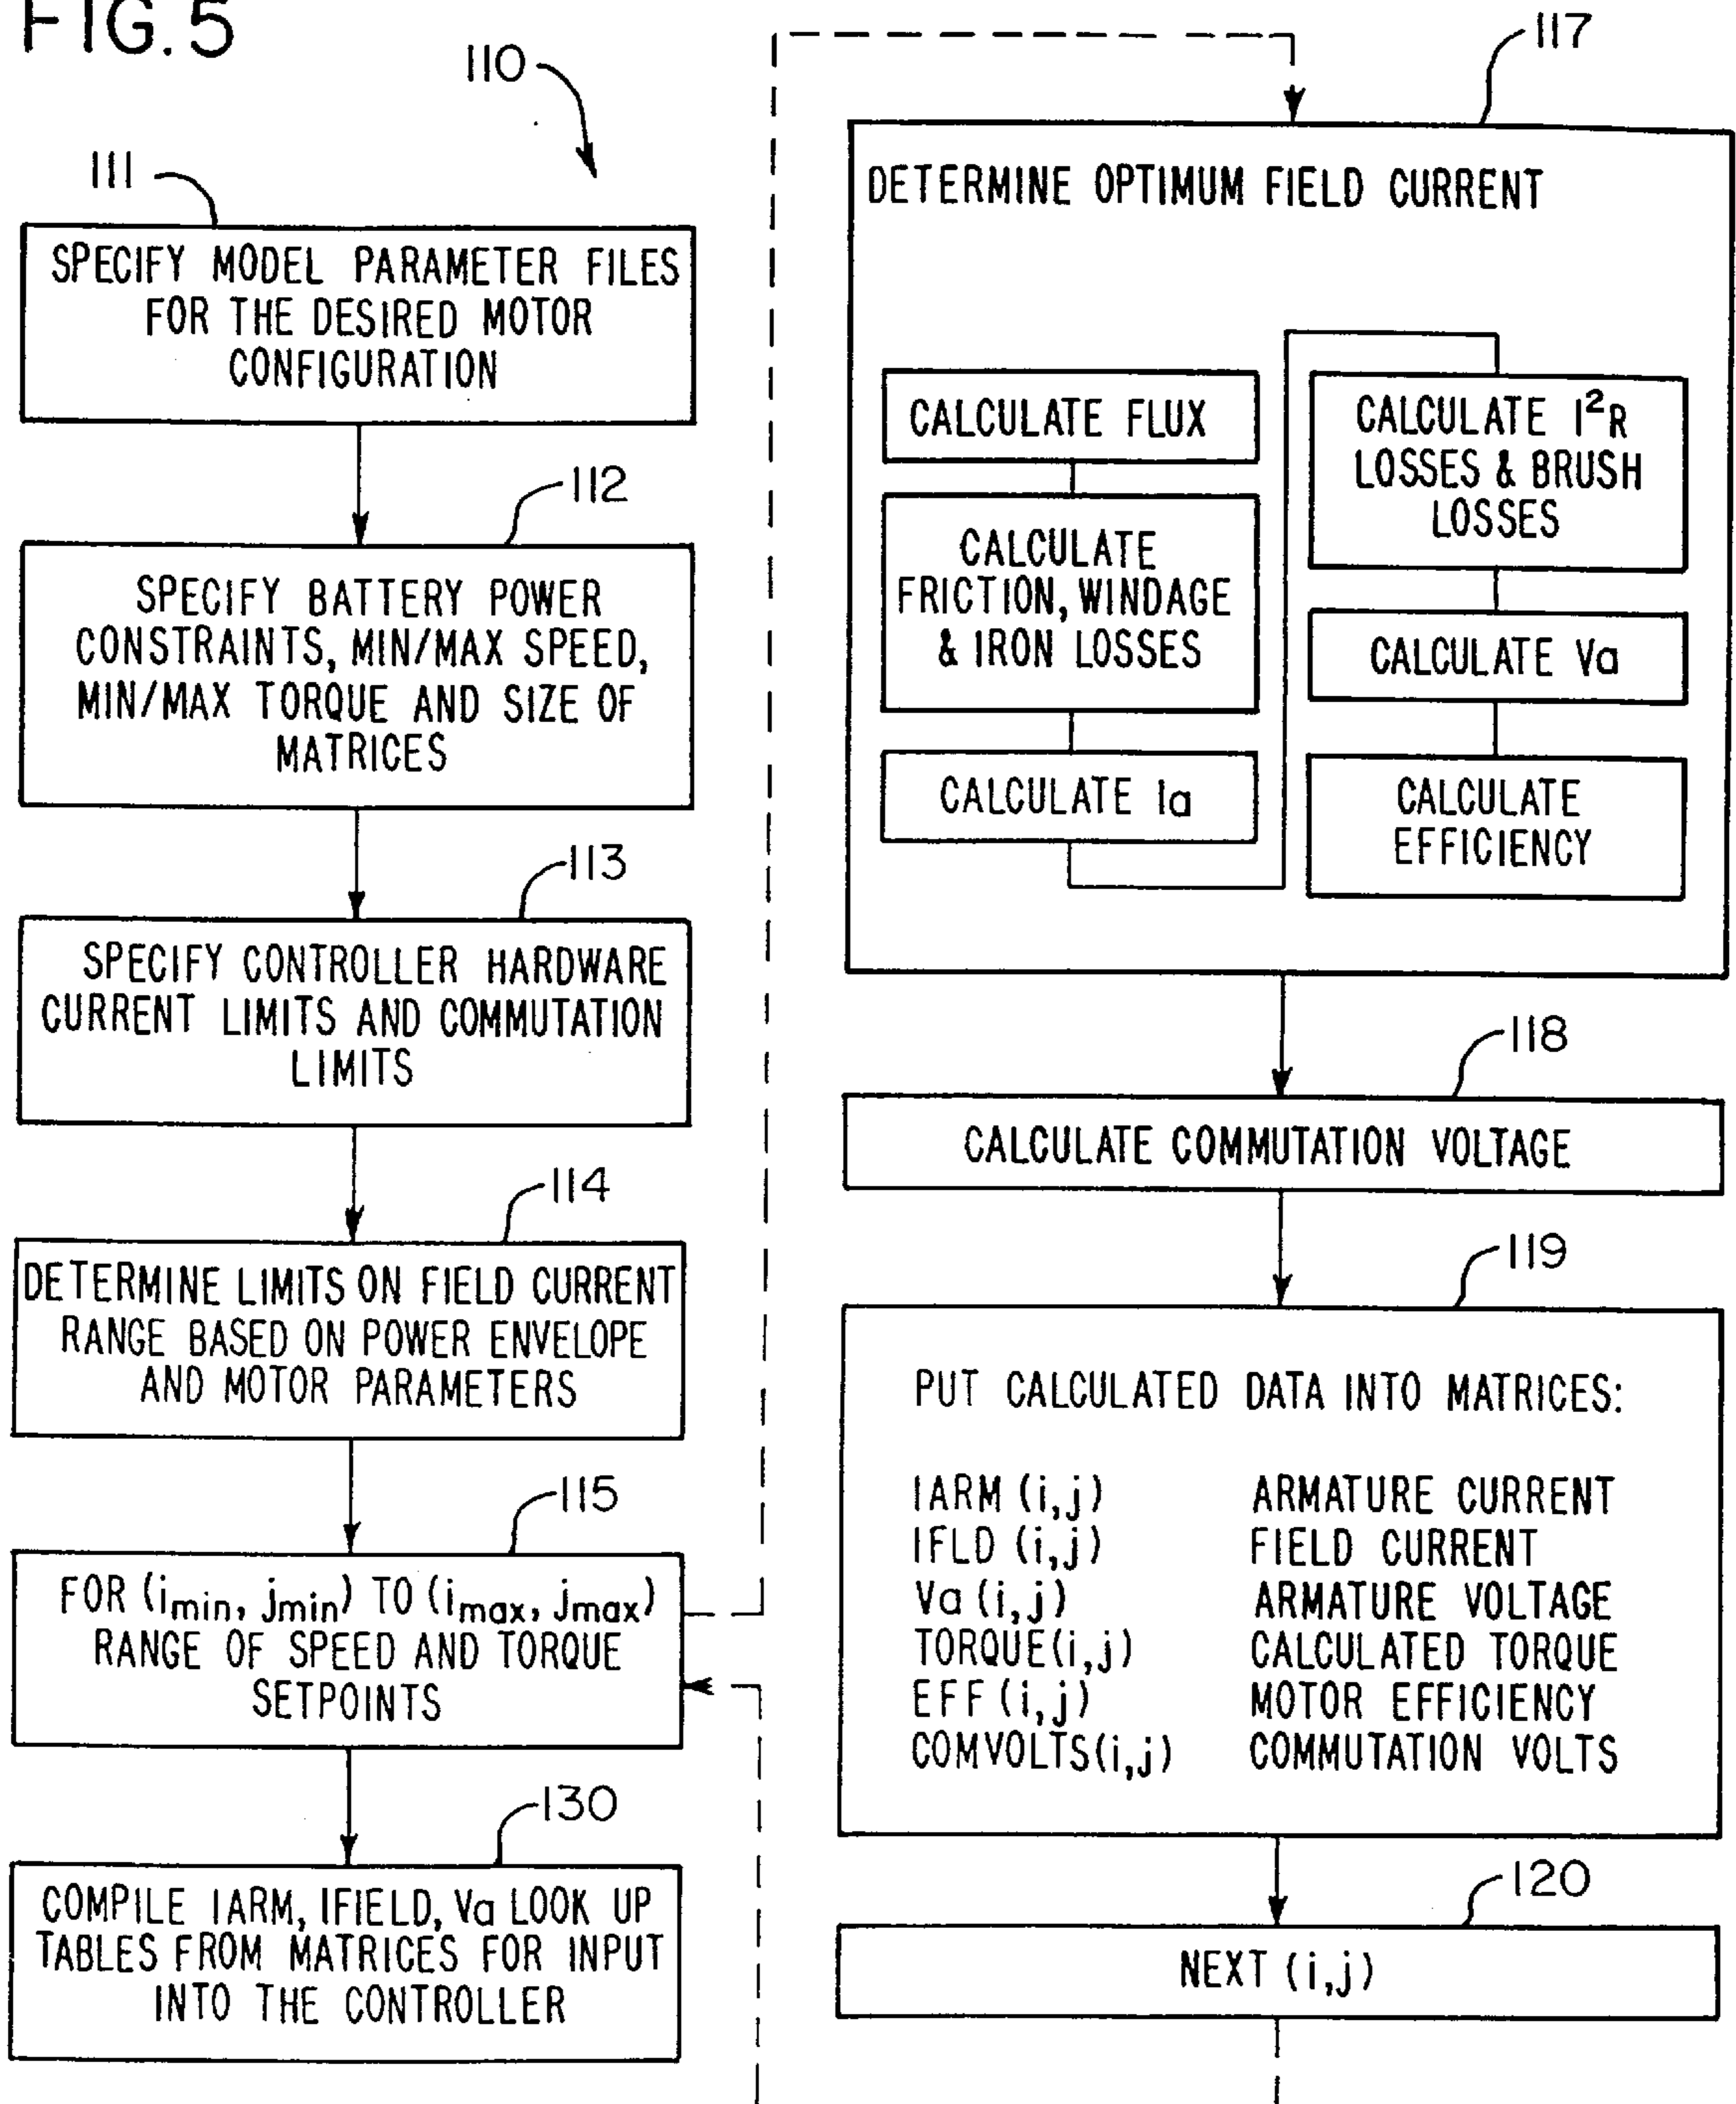 FIG. 5
110
111
SPECIFY MODEL PARAMETER FILES
FOR THE DESIRED MOTOR
CONFIGURATION
112
SPECIFY BATTERY POWER
CONSTRAINTS, MIN/MAX SPEED,
MIN/MAX TORQUE AND SIZE OF
MATRICES
113
SPECIFY CONTROLLER HARDWARE
CURRENT LIMITS AND COMMUTATION
LIMITS
114
DETERMINE LIMITS ON FIELD CURRENT
RANGE BASED ON POWER ENVELOPE
AND MOTOR PARAMETERS
115
FOR (imin, jmin) TO (imax, jmax)
RANGE OF SPEED AND TORQUE
SETPOINTS
130
COMPILE IARM, IFIELD, Va LOOK UP
TABLES FROM MATRICES FOR INPUT
INTO THE CONTROLLER
117
DETERMINE OPTIMUM FIELD CURRENT
CALCULATE FLUX
CALCULATE
FRICTION, WINDAGE
& IRON LOSSES
CALCULATE Ia
CALCULATE I²R
LOSSES & BRUSH
LOSSES
CALCULATE Va
CALCULATE
EFFICIENCY
118
CALCULATE COMMUTATION VOLTAGE
119
PUT CALCULATED DATA INTO MATRICES:
IARM (i,j) ARMATURE CURRENT
IFLD (i,j) FIELD CURRENT
Va (i,j) ARMATURE VOLTAGE
TORQUE(i,j) CALCULATED TORQUE
EFF (i,j) MOTOR EFFICIENCY
COMVOLTS(i,j) COMMUTATION VOLTS
120
NEXT (i,j)